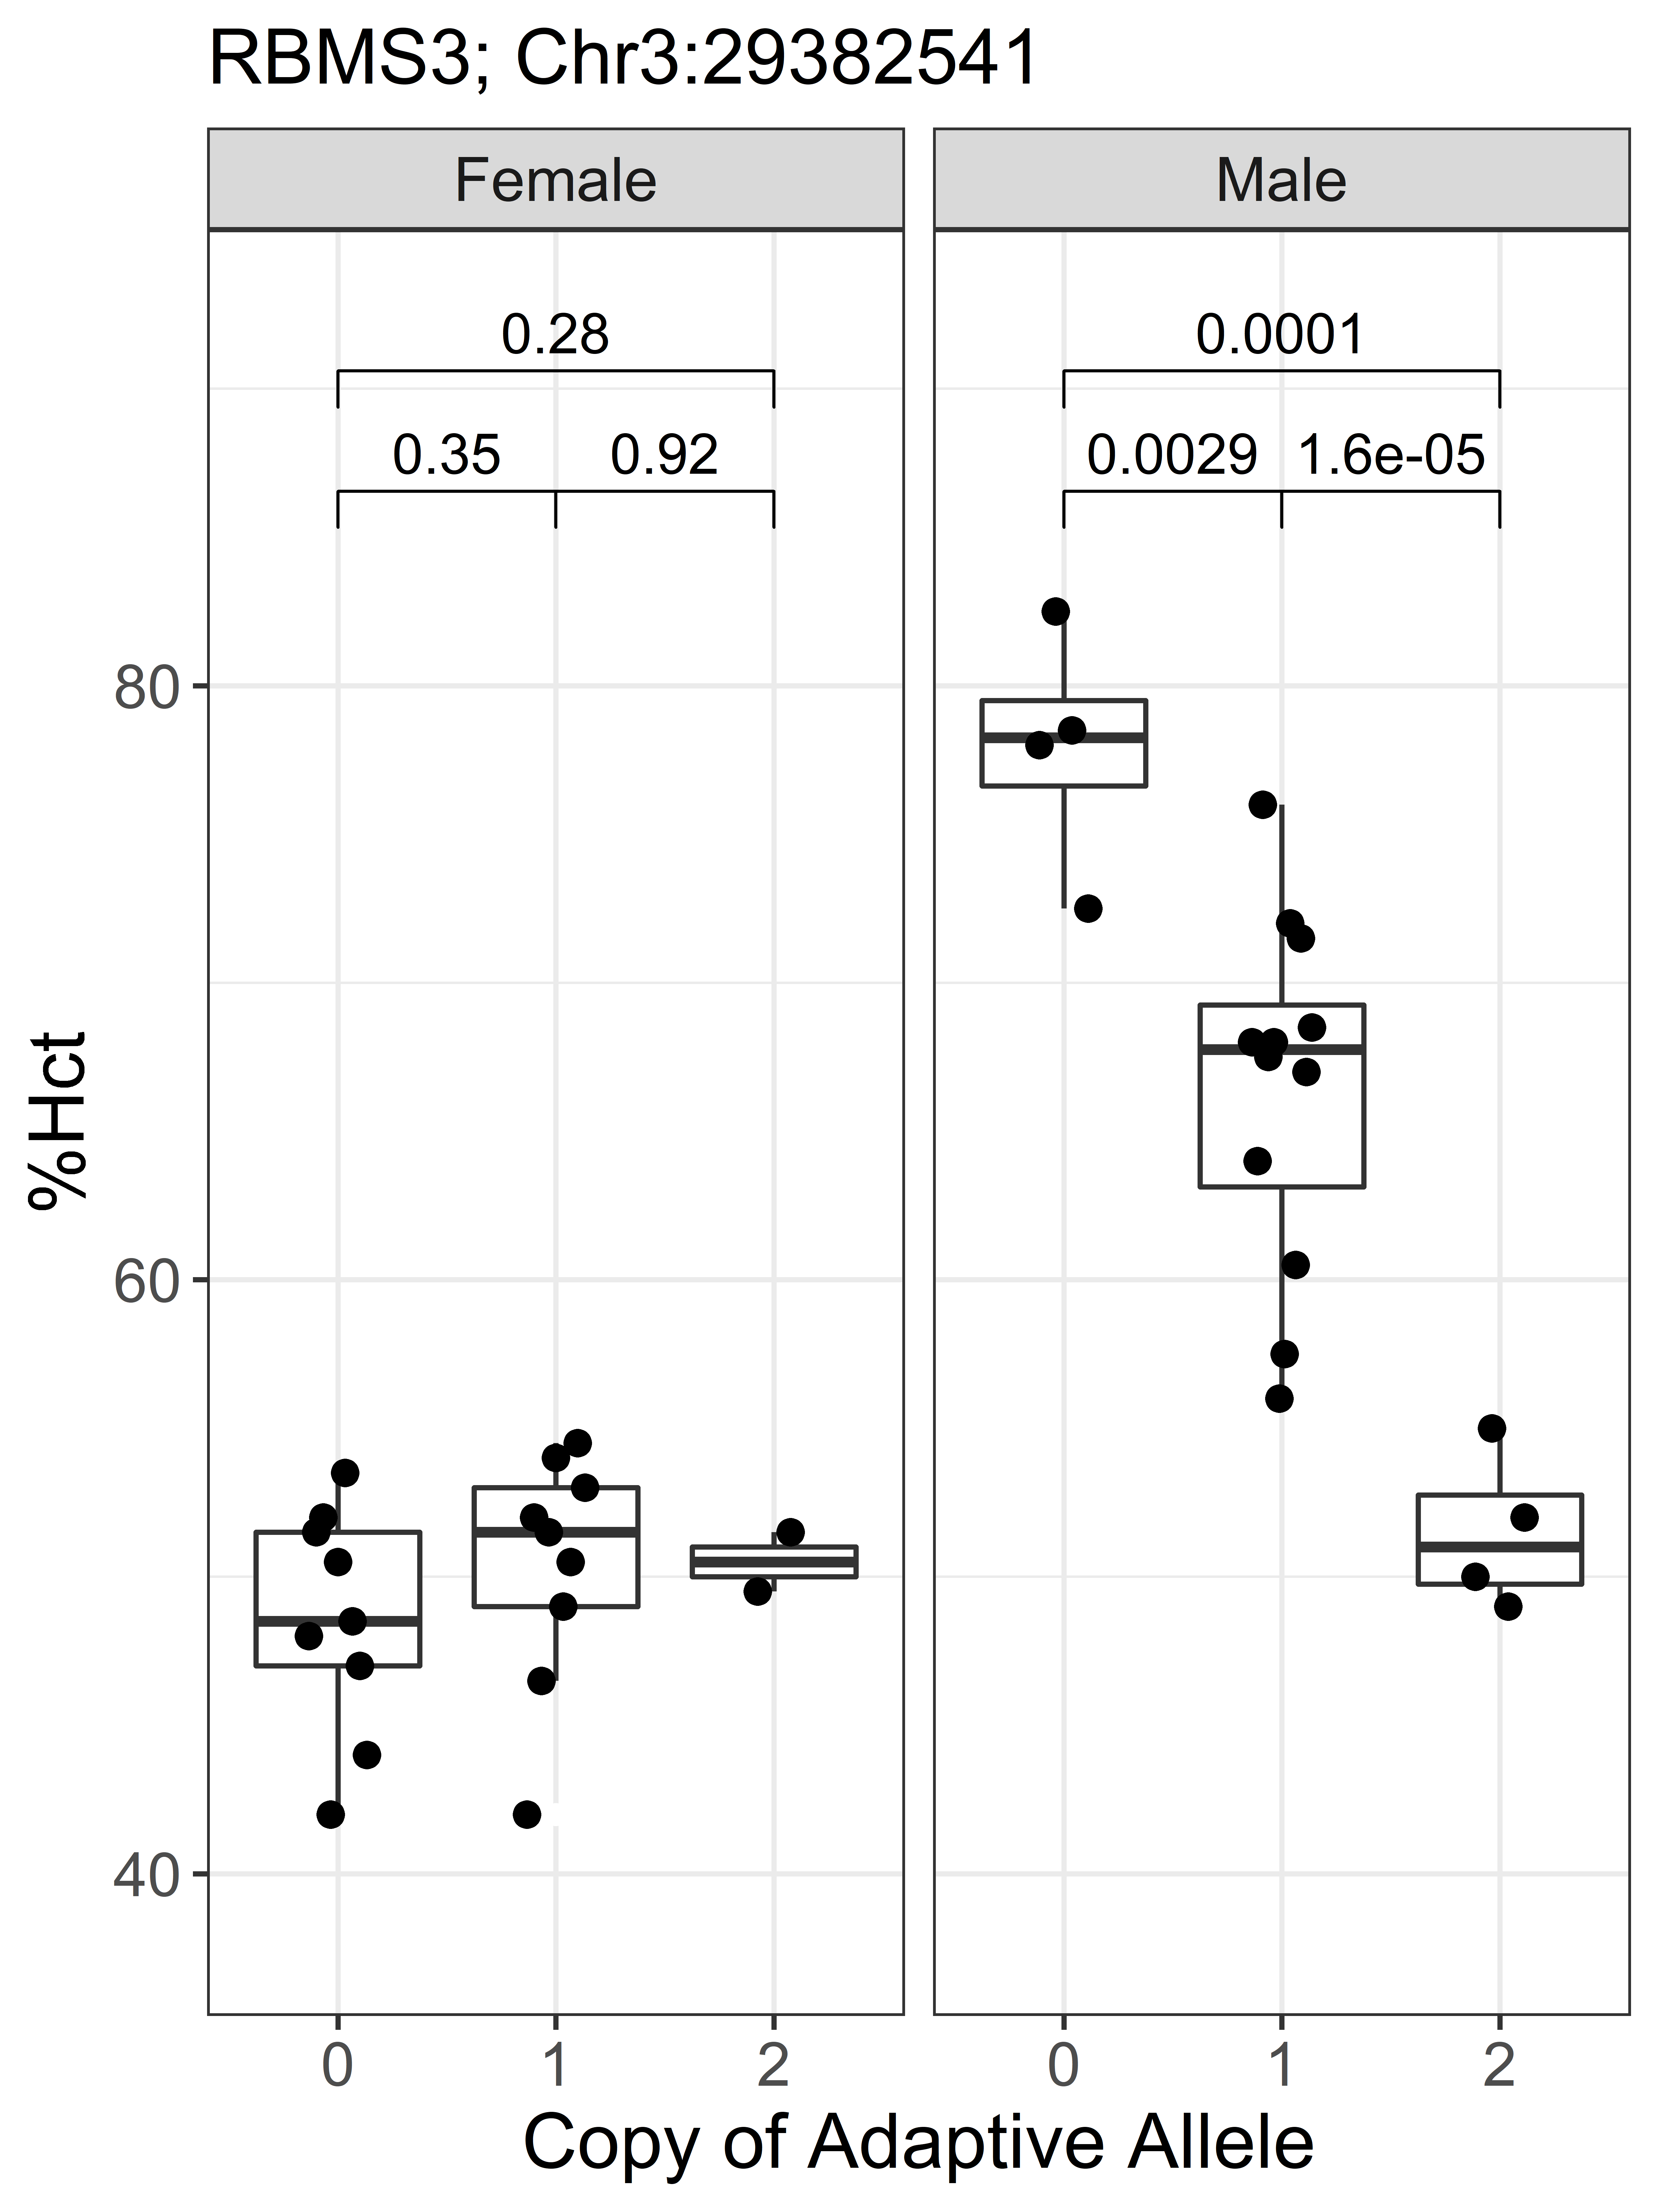 RBMS3; Chr3:29382541
Female Male
0.28 0.0001
0.35 0.92 0.0029 1.6e-05
80
60
40
%Hct
0 1 2 0 1 2
Copy of Adaptive Allele